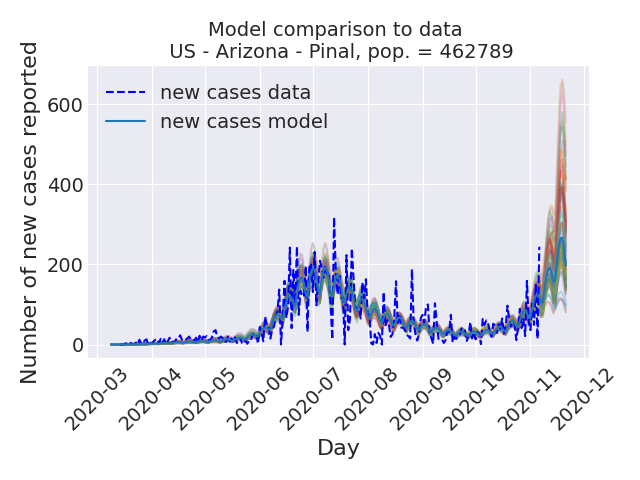 Model comparison to data
US - Arizona - Pinal, pop. = 462789
Number of new cases reported
600
400
200
0
new cases data
new cases model
2020-03
2020-04
2020-05
2020-06
2020-07
2020-08
2020-09
2020-10
2020-11
2020-12
Day